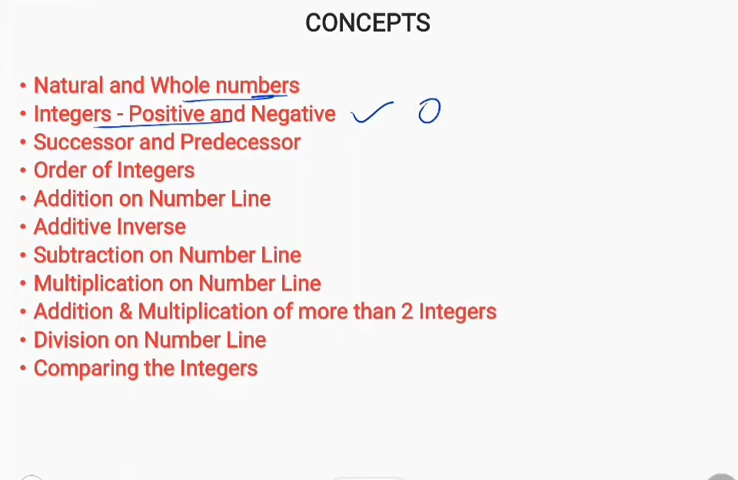 CONCEPTS
• Natural and Whole numbers
• Integers - Positive and Negative ✓ 0
• Successor and Predecessor
• Order of Integers
• Addition on Number Line
• Additive Inverse
• Subtraction on Number Line
• Multiplication on Number Line
• Addition & Multiplication of more than 2 Integers
• Division on Number Line
• Comparing the Integers